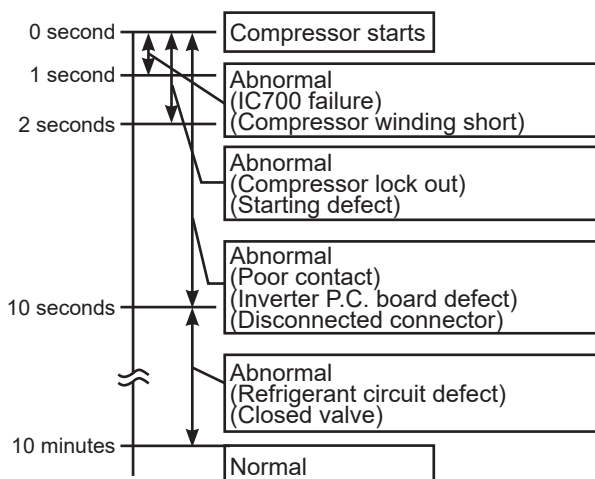 0 second
Compressor starts
1 second
Abnormal
(IC700 failure)
(Compressor winding short)
2 seconds
Abnormal
(Compressor lock out)
(Starting defect)
Abnormal
(Poor contact)
(Inverter P.C. board defect)
(Disconnected connector)
10 seconds
Abnormal
(Refrigerant circuit defect)
(Closed valve)
10 minutes
Normal